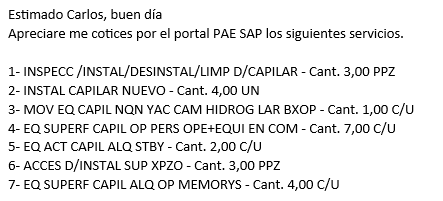 Estimado Carlos, buen día
Apreciare me cotices por el portal PAE SAP los siguientes servicios.
1- INSPECC /INSTAL/DESINSTAL/LIMP D/CAPILAR - Cant. 3,00 PPZ
2- INSTAL CAPILAR NUEVO - Cant. 4,00 UN
3- MOV EQ CAPIL NQN YAC CAM HIDROG LAR BXOP - Cant. 1,00 C/U
4- EQ SUPERF CAPIL OP PERS OPE+EQUI EN COM - Cant. 7,00 C/U
5- EQ ACT CAPIL ALQ STBY - Cant. 2,00 C/U
6- ACCES D/INSTAL SUP XPZO - Cant. 3,00 PPZ
7- EQ SUPERF CAPIL ALQ OP MEMORYS - Cant. 4,00 C/U